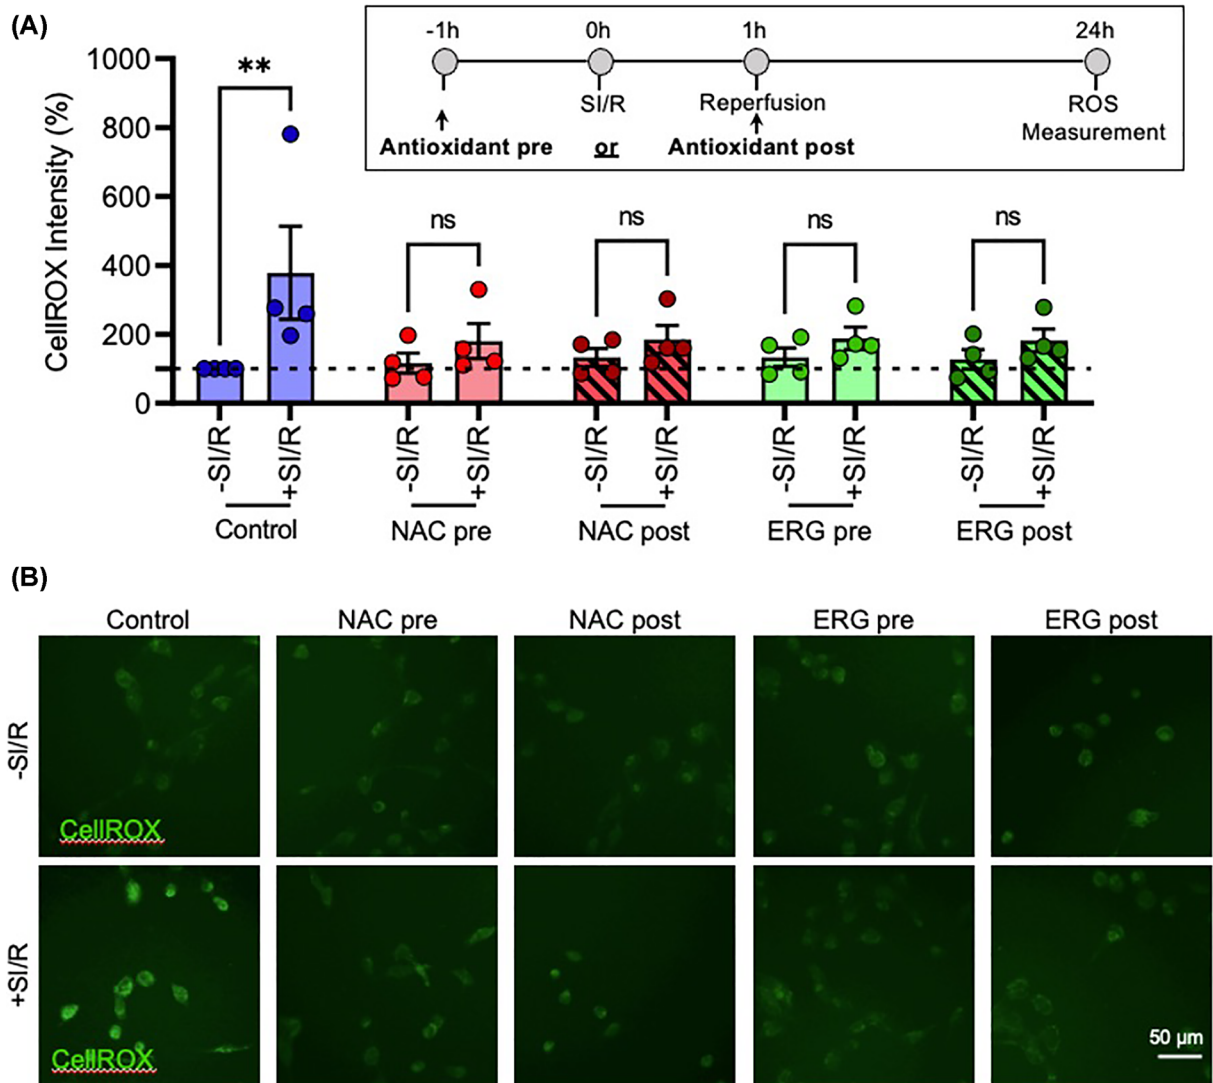 (A)
CellROX Intensity (%)
1000
800
600
400
200
0
**
ns
ns
ns
ns
-1h
0h
1h
24h
SI/R
Reperfusion
ROS
Measurement
Antioxidant pre
or
Antioxidant post
-SI/R
+SI/R
-SI/R
+SI/R
-SI/R
+SI/R
-SI/R
+SI/R
-SI/R
+SI/R
Control
NAC pre
NAC post
ERG pre
ERG post
(B)
Control
NAC pre
NAC post
ERG pre
ERG post
-SI/R
CellROX
+SI/R
CellROX
50 µm